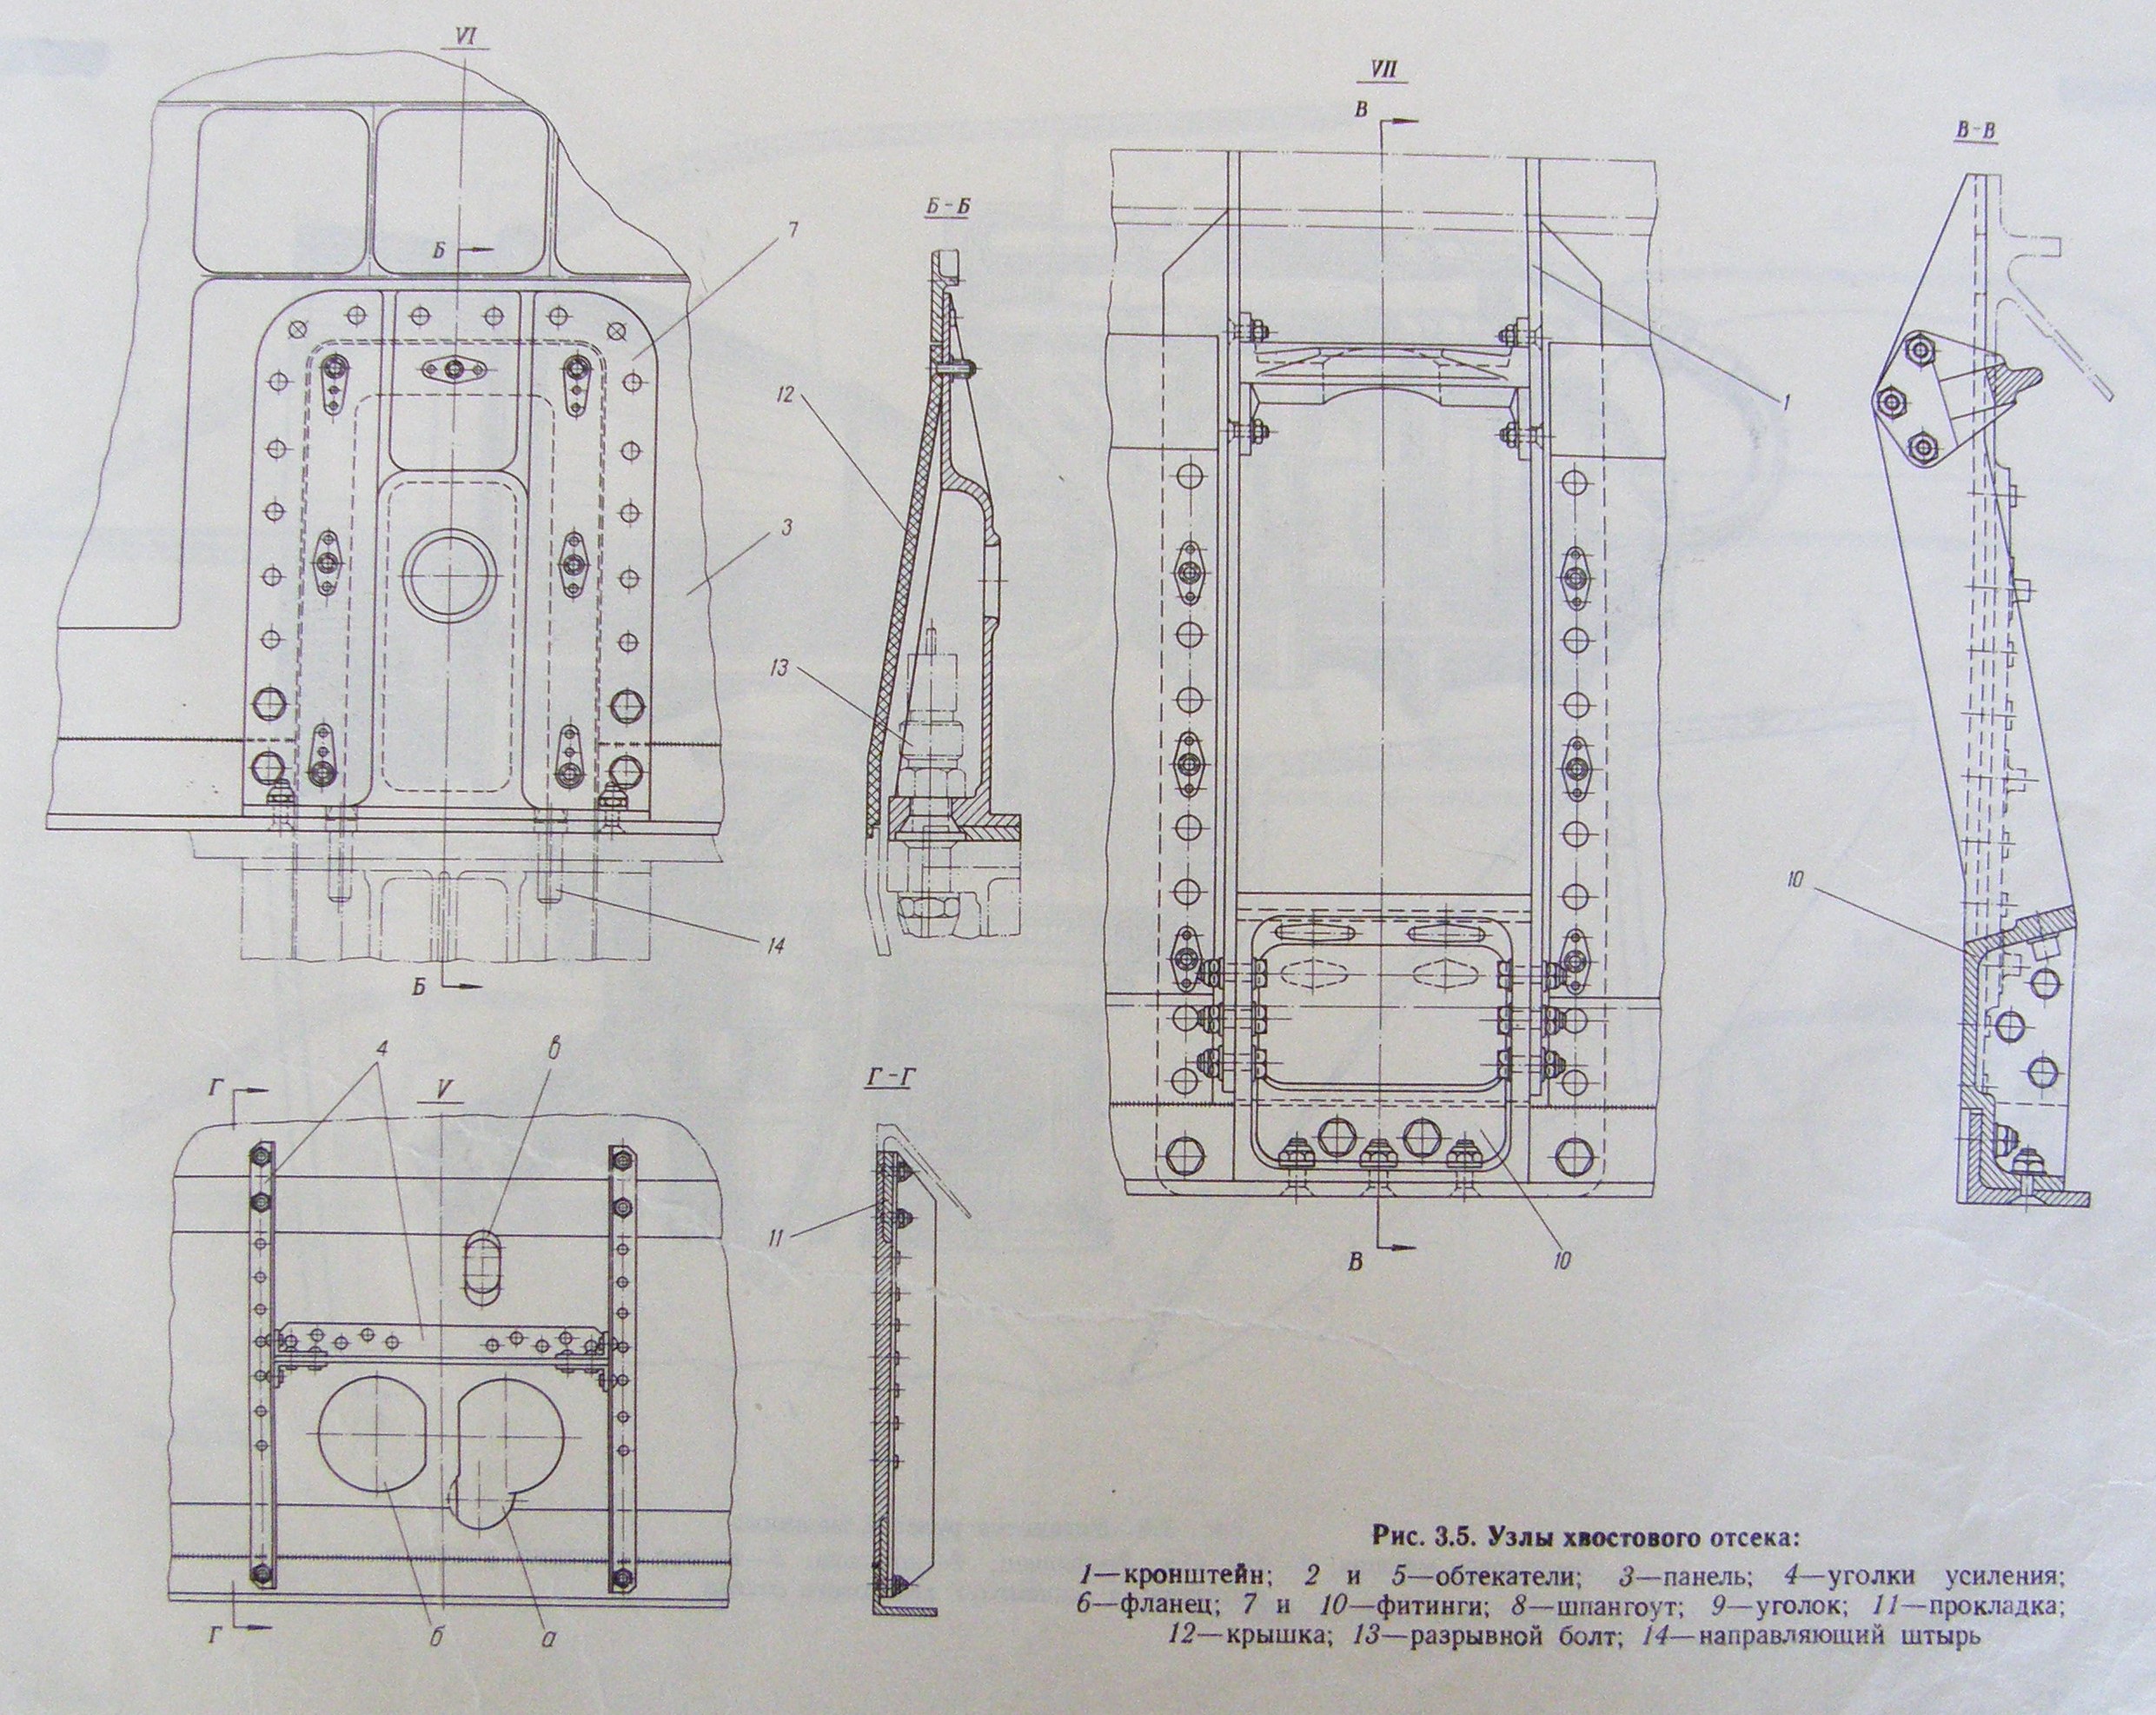 VI
Б
7
3
14
Б
Б-Б
12
13
VII
В
1
10
В
В-В
10
4
в
Г
V
б
а
Г
Г-Г
11
Рис. 3.5. Узлы хвостового отсека:
1—кронштейн; 2 и 5—обтекатели; 3—панель; 4—уголки усиления;
6—фланец; 7 и 10—фитинги; 8—шпангоут; 9—уголок; 11—прокладка;
12—крышка; 13—разрывной болт; 14—направляющий штырь